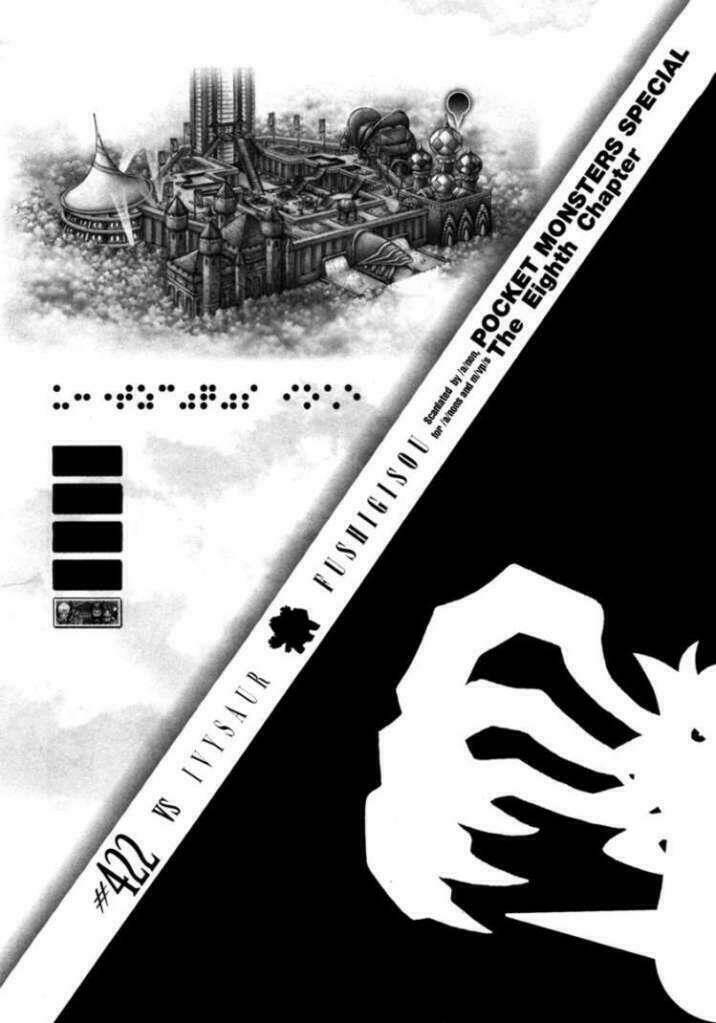 POCKET MONSTERS SPECIAL
The Eighth Chapter
Scanlated by /a/non,
for /a/nons and m/vp/s
#422 VS IVYSAUR FUSHIGISOU